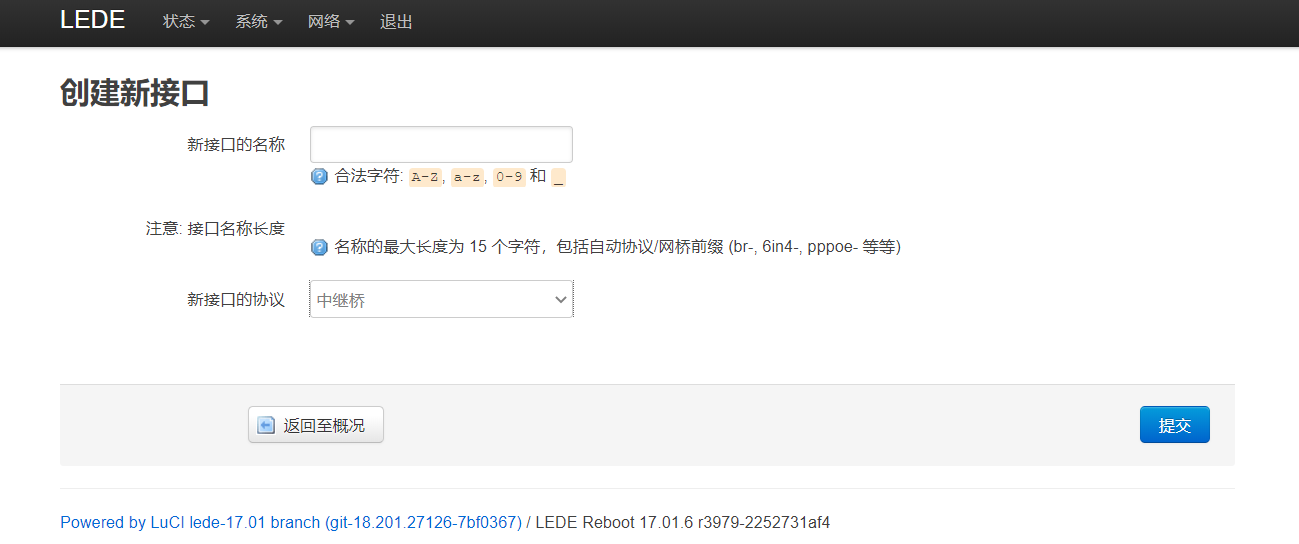 LEDE 状态 系统 网络 退出
创建新接口
新接口的名称
合法字符: A-Z, a-z, 0-9 和 _
注意: 接口名称长度
名称的最大长度为 15 个字符，包括自动协议/网桥前缀 (br-, 6in4-, pppoe- 等等)
新接口的协议 中继桥
返回至概况 提交
Powered by LuCI lede-17.01 branch (git-18.201.27126-7bf0367) / LEDE Reboot 17.01.6 r3979-2252731af4